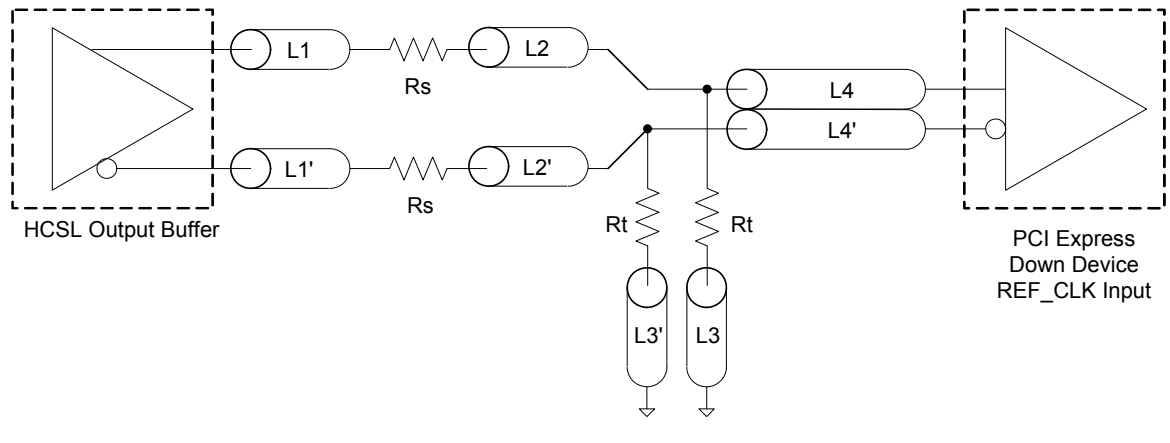 L1
Rs
L2
L4
L4'
L1'
Rs
L2'
HCSL Output Buffer
Rt
Rt
L3'
L3
PCI Express
Down Device
REF_CLK Input